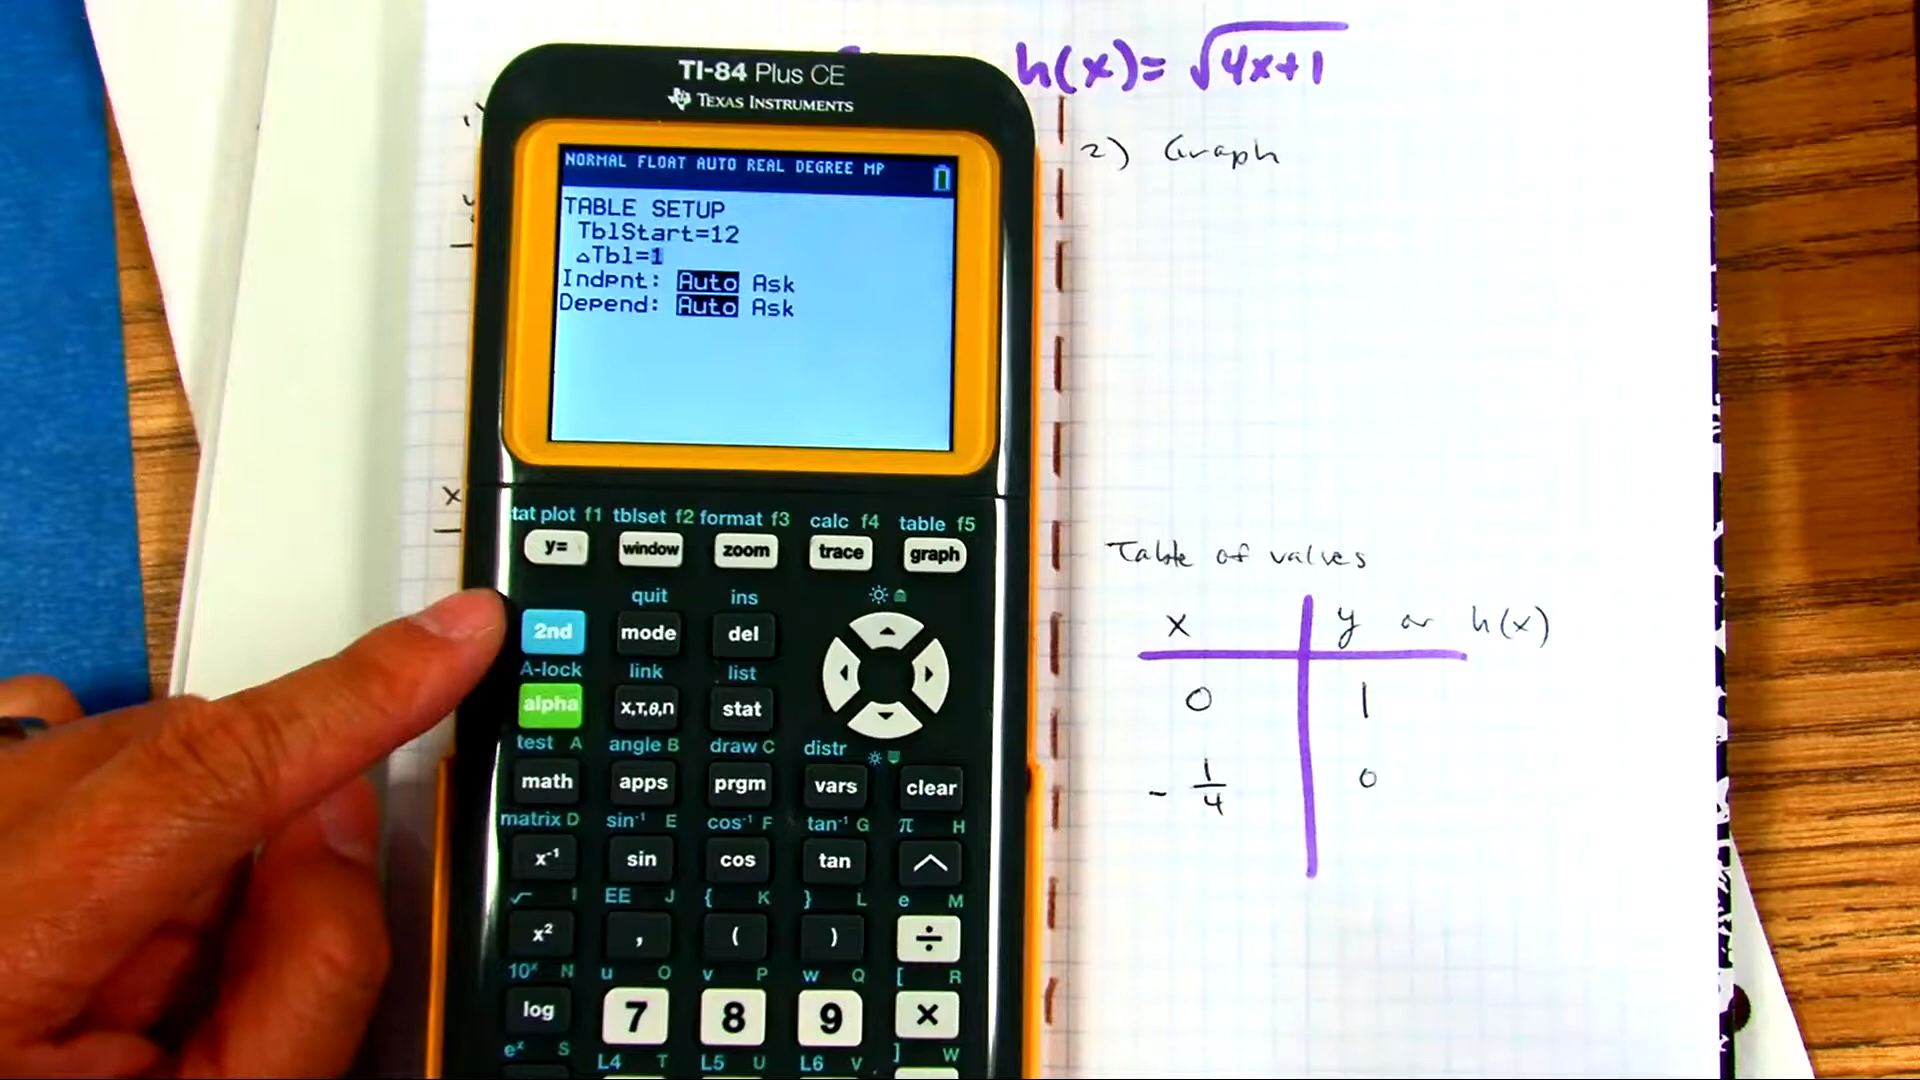 h(x)= √4x+1
2) Graph
TI-84 Plus CE
TEXAS INSTRUMENTS
NORMAL FLOAT AUTO REAL DEGREE MP
TABLE SETUP
TblStart=12
△Tbl=1
Indpnt: Auto Ask
Depend: Auto Ask
x
tat plot f1 tblset f2 format f3 calc f4 table f5
y= window zoom trace graph
quit ins
2nd mode del
A-lock link list
alpha x,T,θ,n stat
test A angle B draw C distr
math apps prgm vars clear
matrix D sin⁻¹ E cos⁻¹ F tan⁻¹ G π H
x⁻¹ sin cos tan ^
√ I EE J { K } L e M
x² , ( ) ÷
10ˣ N u O v P w Q [ R
log 7 8 9 ×
eˣ S L4 T L5 U L6 V ] W
Table of values
x y or h(x)
0 1
- 1/4 0